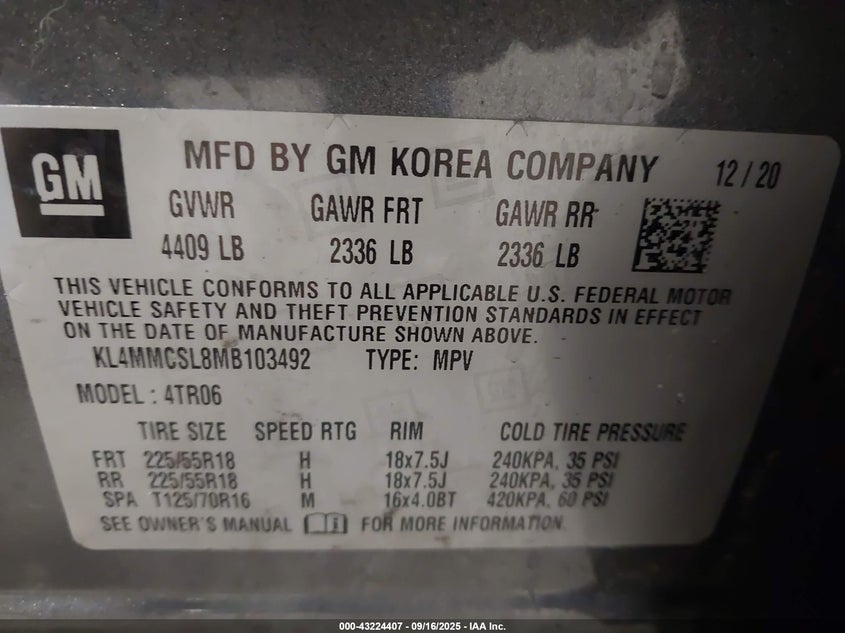 GM
MFD BY GM KOREA COMPANY 12/20
GVWR GAWR FRT GAWR RR
4409 LB 2336 LB 2336 LB
THIS VEHICLE CONFORMS TO ALL APPLICABLE U.S. FEDERAL MOTOR
VEHICLE SAFETY AND THEFT PREVENTION STANDARDS IN EFFECT
ON THE DATE OF MANUFACTURE SHOWN ABOVE.
KL4MMCSL8MB103492 TYPE: MPV
MODEL : 4TR06
TIRE SIZE SPEED RTG RIM COLD TIRE PRESSURE
FRT 225/55R18 H 18x7.5J 240KPA, 35 PSI
RR 225/55R18 H 18x7.5J 240KPA, 35 PSI
SPA T125/70R16 M 16x4.0BT 420KPA, 60 PSI
SEE OWNER'S MANUAL FOR MORE INFORMATION.
000-43224407 - 09/16/2025 - IAA Inc.